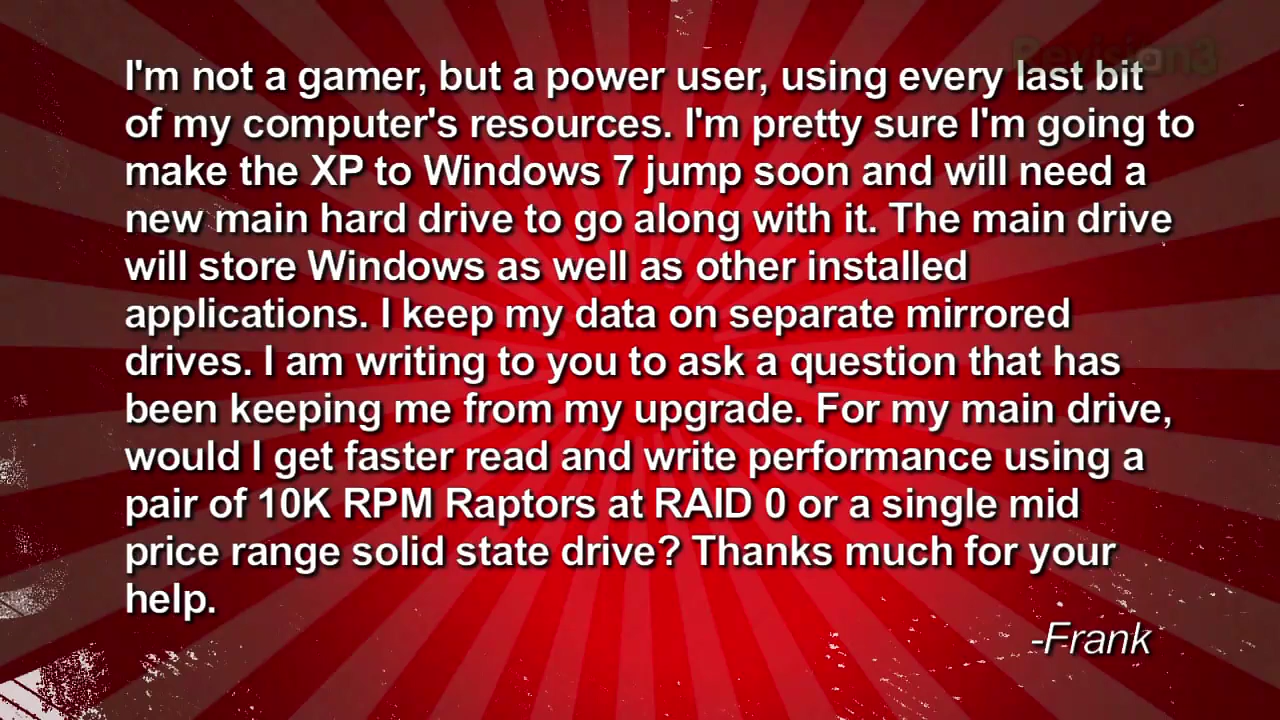 Revision3
I'm not a gamer, but a power user, using every last bit
of my computer's resources. I'm pretty sure I'm going to
make the XP to Windows 7 jump soon and will need a
new main hard drive to go along with it. The main drive
will store Windows as well as other installed
applications. I keep my data on separate mirrored
drives. I am writing to you to ask a question that has
been keeping me from my upgrade. For my main drive,
would I get faster read and write performance using a
pair of 10K RPM Raptors at RAID 0 or a single mid
price range solid state drive? Thanks much for your
help.
-Frank